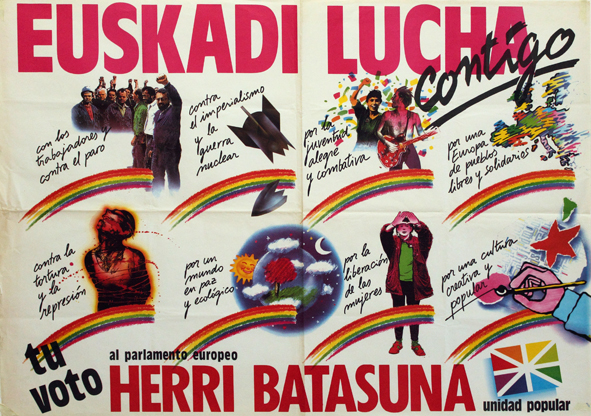 EUSKADI LUCHA
contigo
con los
trabajadores y
contra el paro
contra
el imperialismo
y la
guerra
nuclear
por la
juventud
alegre
y combativa
por una
Europa
de pueblos
libres y solidarios
contra la
tortura
y la
represion
por un
mundo
en paz
y ecológico
por la
liberación
de las
mujeres
por una cultura
creativa y
popular
tu
voto
al parlamento europeo
HERRI BATASUNA
unidad popular